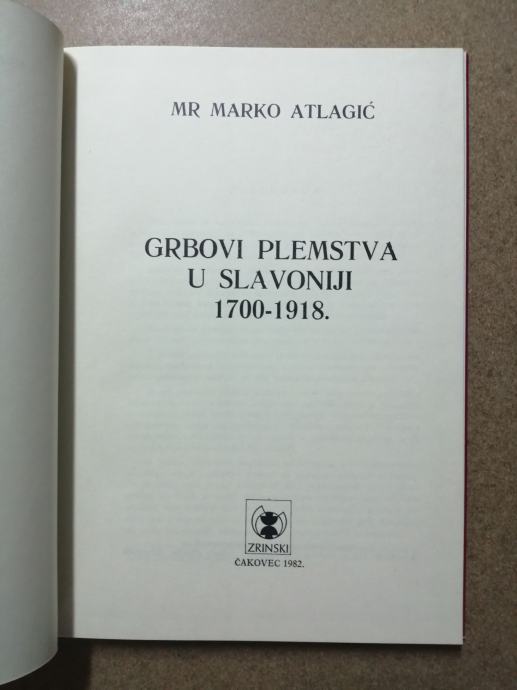 MR MARKO ATLAGIĆ
GRBOVI PLEMSTVA
U SLAVONIJI
1700-1918.
ZRINSKI
ČAKOVEC 1982.